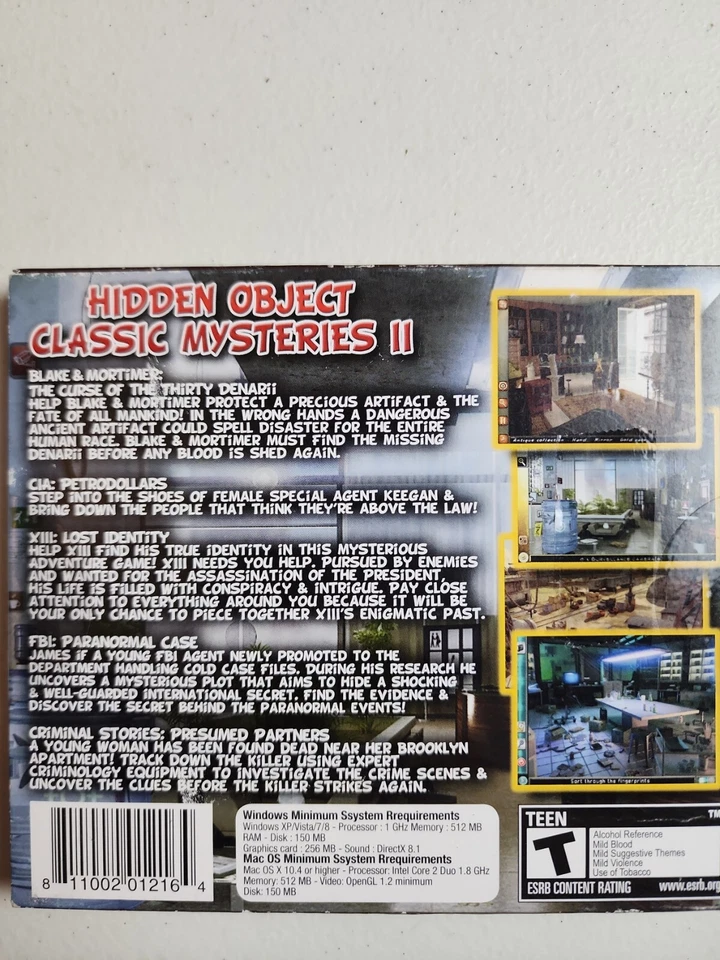 HIDDEN OBJECT
CLASSIC MYSTERIES II
BLAKE & MORTIMER:
THE CURSE OF THE THIRTY DENARII
HELP BLAKE & MORTIMER PROTECT A PRECIOUS ARTIFACT & THE
FATE OF ALL MANKIND! IN THE WRONG HANDS A DANGEROUS
ANCIENT ARTIFACT COULD SPELL DISASTER FOR THE ENTIRE
HUMAN RACE. BLAKE & MORTIMER MUST FIND THE MISSING
DENARII BEFORE ANY BLOOD IS SHED AGAIN.
CIA: PETRODOLLARS
STEP INTO THE SHOES OF FEMALE SPECIAL AGENT KEEGAN &
BRING DOWN THE PEOPLE THAT THINK THEY'RE ABOVE THE LAW!
XIII: LOST IDENTITY
HELP XIII FIND HIS TRUE IDENTITY IN THIS MYSTERIOUS
ADVENTURE GAME! XIII NEEDS YOU HELP. PURSUED BY ENEMIES
AND WANTED FOR THE ASSASSINATION OF THE PRESIDENT,
HIS LIFE IS FILLED WITH CONSPIRACY & INTRIGUE. PAY CLOSE
ATTENTION TO EVERYTHING AROUND YOU BECAUSE IT WILL BE
YOUR ONLY CHANCE TO PIECE TOGETHER XIII'S ENIGMATIC PAST.
FBI: PARANORMAL CASE
JAMES IF A YOUNG FBI AGENT NEWLY PROMOTED TO THE
DEPARTMENT HANDLING COLD CASE FILES. DURING HIS RESEARCH HE
UNCOVERS A MYSTERIOUS PLOT THAT AIMS TO HIDE A SHOCKING
& WELL-GUARDED INTERNATIONAL SECRET. FIND THE EVIDENCE &
DISCOVER THE SECRET BEHIND THE PARANORMAL EVENTS!
CRIMINAL STORIES: PRESUMED PARTNERS
A YOUNG WOMAN HAS BEEN FOUND DEAD NEAR HER BROOKLYN
APARTMENT! TRACK DOWN THE KILLER USING EXPERT
CRIMINOLOGY EQUIPMENT TO INVESTIGATE THE CRIME SCENES &
UNCOVER THE CLUES BEFORE THE KILLER STRIKES AGAIN.
Antique collection Hand Mirror
Sort through the fingerprints
8 11002 01216 4
Windows Minimum Ssystem Rrequirements
Windows XP/Vista/7/8 - Processor : 1 GHz Memory : 512 MB
RAM - Disk : 150 MB
Graphics card : 256 MB - Sound : DirectX 8.1
Mac OS Minimum Ssystem Rrequirements
Mac OS X 10.4 or higher - Processor: Intel Core 2 Duo 1.8 GHz
Memory: 512 MB - Video: OpenGL 1.2 minimum
Disk: 150 MB
TEEN TM
T
Alcohol Reference
Mild Blood
Mild Suggestive Themes
Mild Violence
Use of Tobacco
ESRB CONTENT RATING www.esrb.org